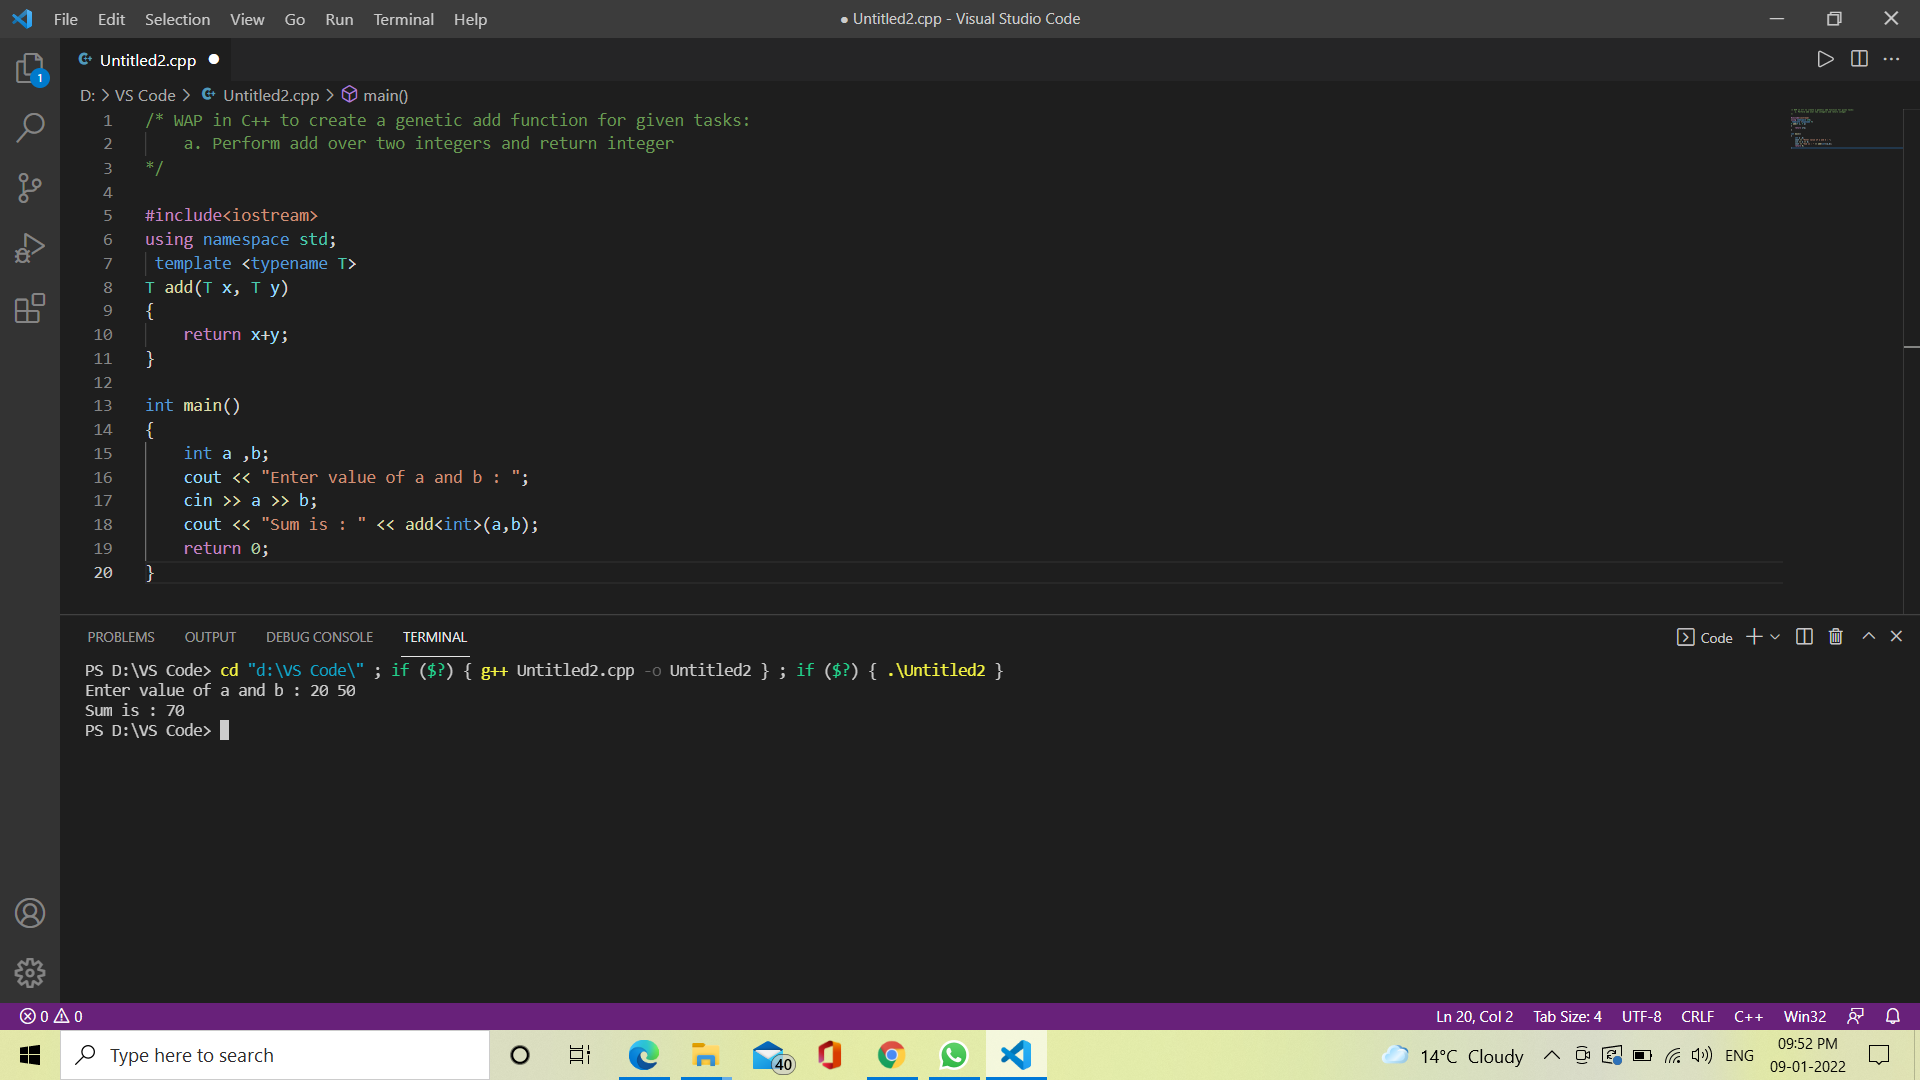 File Edit Selection View Go Run Terminal Help
● Untitled2.cpp - Visual Studio Code
Untitled2.cpp ●
D: > VS Code > Untitled2.cpp > main()
1 /* WAP in C++ to create a genetic add function for given tasks:
2 a. Perform add over two integers and return integer
3 */
4
5 #include<iostream>
6 using namespace std;
7 template <typename T>
8 T add(T x, T y)
9 {
10 return x+y;
11 }
12
13 int main()
14 {
15 int a ,b;
16 cout << "Enter value of a and b : ";
17 cin >> a >> b;
18 cout << "Sum is : " << add<int>(a,b);
19 return 0;
20 }
1
PROBLEMS OUTPUT DEBUG CONSOLE TERMINAL
Code
PS D:\VS Code> cd "d:\VS Code\" ; if ($?) { g++ Untitled2.cpp -o Untitled2 } ; if ($?) { .\Untitled2 }
Enter value of a and b : 20 50
Sum is : 70
PS D:\VS Code>
0 0
Ln 20, Col 2 Tab Size: 4 UTF-8 CRLF C++ Win32
Type here to search
40
14°C Cloudy
ENG
09:52 PM
09-01-2022